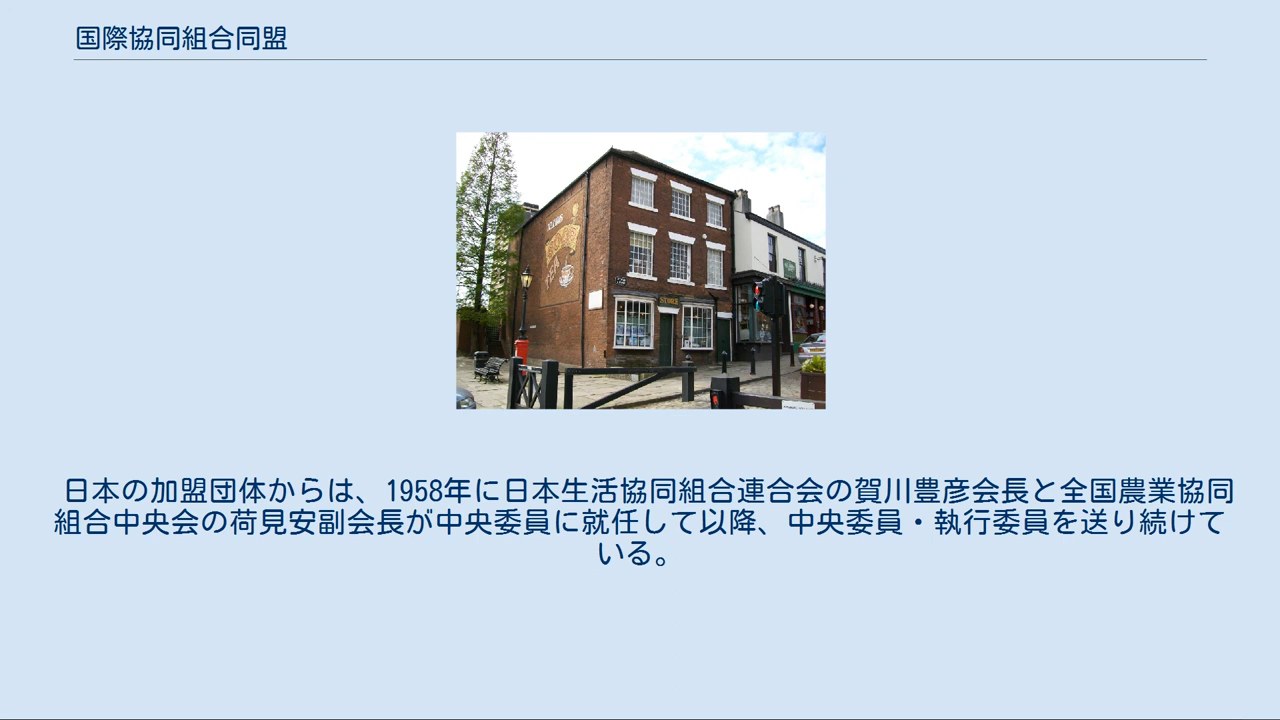 国際協同組合同盟
STORE
日本の加盟団体からは、1958年に日本生活協同組合連合会の賀川豊彦会長と全国農業協同
組合中央会の荷見安副会長が中央委員に就任して以降、中央委員・執行委員を送り続けて
いる。